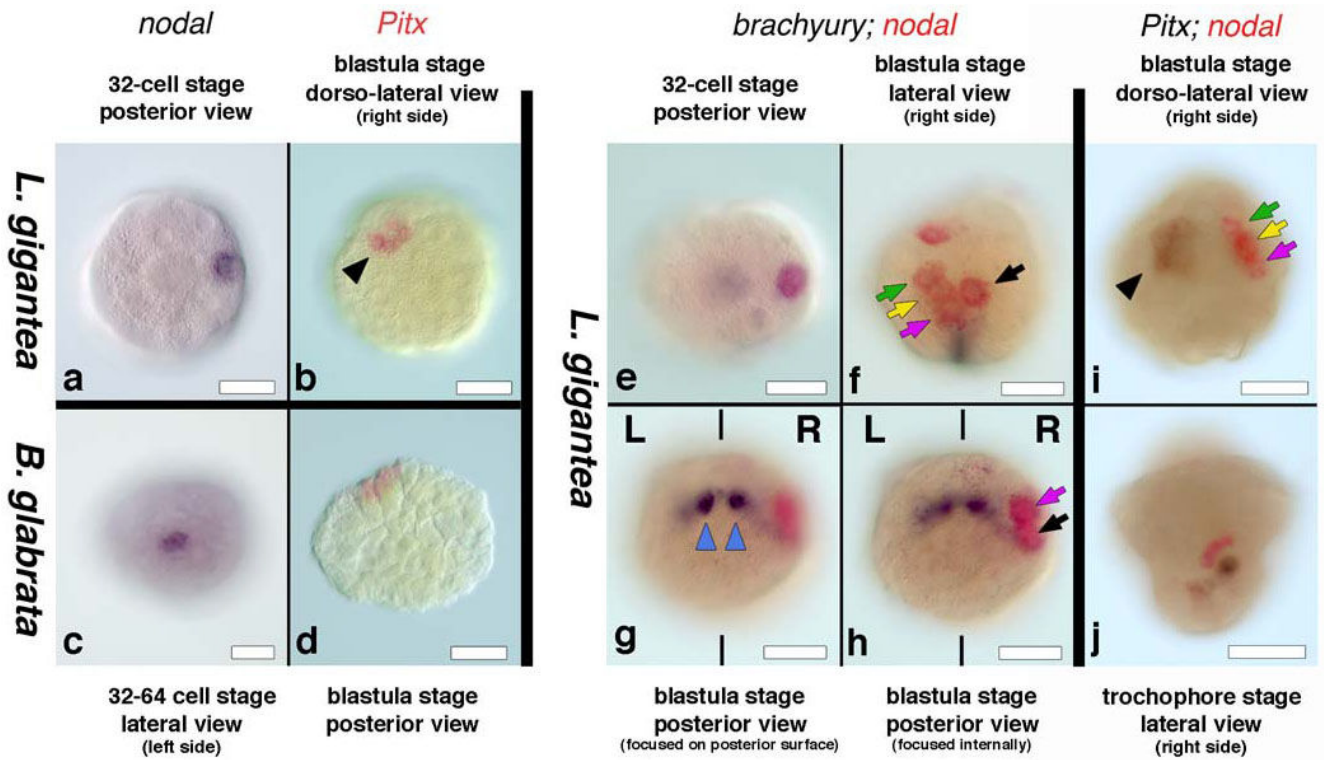 nodal
Pitx
brachyury; nodal
Pitx; nodal
32-cell stage
posterior view
blastula stage
dorso-lateral view
(right side)
32-cell stage
posterior view
blastula stage
lateral view
(right side)
blastula stage
dorso-lateral view
(right side)
L. gigantea
a
b
B. glabrata
c
d
32-64 cell stage
lateral view
(left side)
blastula stage
posterior view
L. gigantea
e
f
i
L R
g
L R
h
j
blastula stage
posterior view
(focused on posterior surface)
blastula stage
posterior view
(focused internally)
trochophore stage
lateral view
(right side)